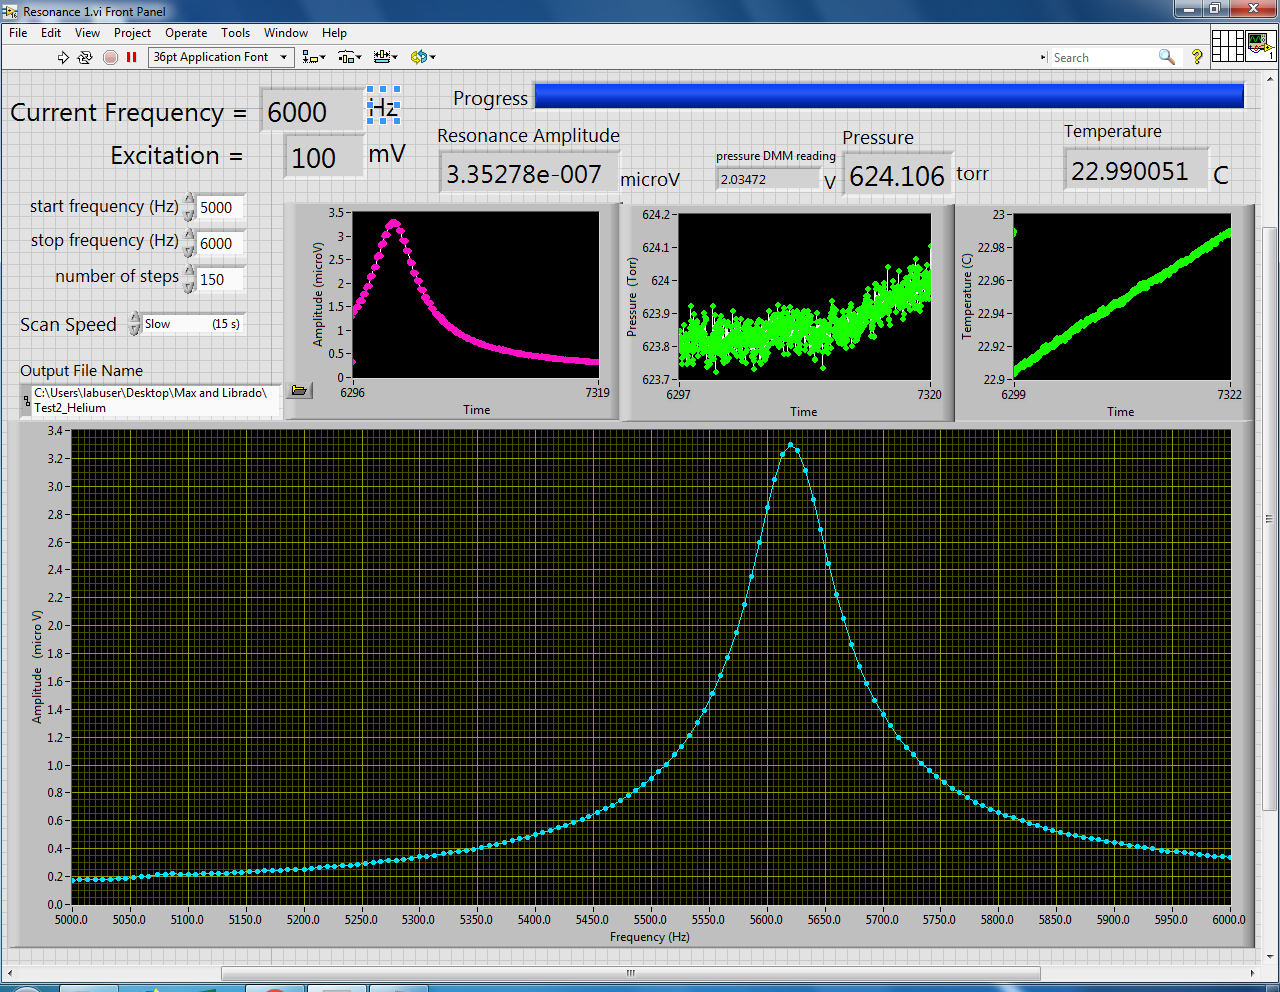 Resonance 1.vi Front Panel
File Edit View Project Operate Tools Window Help
36pt Application Font
Search
?
1
Current Frequency = 6000 Hz
Progress
Excitation = 100 mV
Resonance Amplitude
3.35278e-007 microV
pressure DMM reading
2.03472 V
Pressure
624.106 torr
Temperature
22.990051 C
start frequency (Hz) 5000
stop frequency (Hz) 6000
number of steps 150
Scan Speed Slow (15 s)
Output File Name
C:\Users\labuser\Desktop\Max and Librado\
Test2_Helium
Amplitude (microV)
3.5
3
2.5
2
1.5
1
0.5
0
6296 7319
Time
Pressure (Torr)
624.2
624.1
624
623.9
623.8
623.7
6297 7320
Time
Temperature (C)
23
22.98
22.96
22.94
22.92
22.9
6299 7322
Time
Amplitude (micro V)
3.4
3.2
3.0
2.8
2.6
2.4
2.2
2.0
1.8
1.6
1.4
1.2
1.0
0.8
0.6
0.4
0.2
0.0
5000.0 5050.0 5100.0 5150.0 5200.0 5250.0 5300.0 5350.0 5400.0 5450.0 5500.0 5550.0 5600.0 5650.0 5700.0 5750.0 5800.0 5850.0 5900.0 5950.0 6000.0
Frequency (Hz)